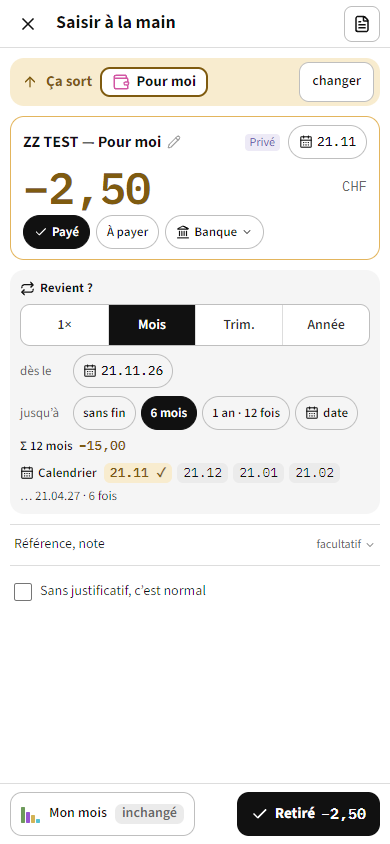 Saisir à la main
Ça sort Pour moi changer
ZZ TEST — Pour moi Privé 21.11
−2,50 CHF
Payé À payer Banque
Revient ?
1× Mois Trim. Année
dès le 21.11.26
jusqu'à sans fin 6 mois 1 an · 12 fois date
Σ 12 mois −15,00
Calendrier 21.11 ✓ 21.12 21.01 21.02
… 21.04.27 · 6 fois
Référence, note facultatif
Sans justificatif, c'est normal
Mon mois inchangé Retiré −2,50